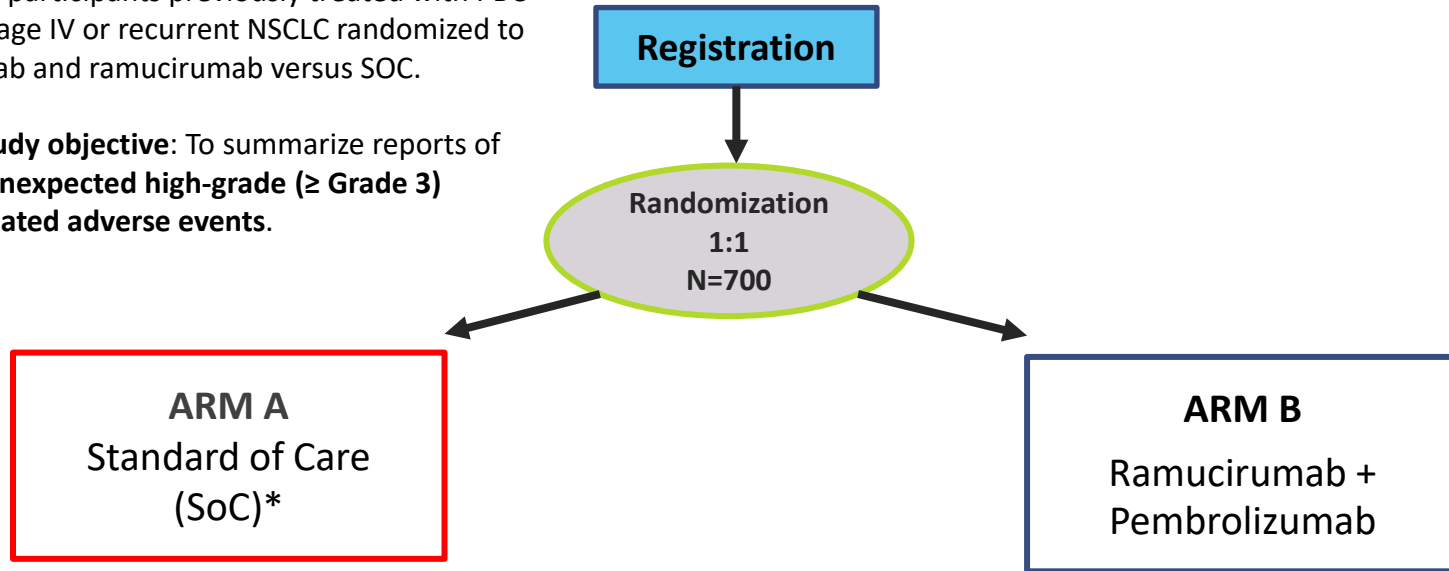 participants previously treated with
age IV or recurrent NSCLC randomized to
ab and ramucirumab versus SOC.
udy objective: To summarize reports of
nexpected high-grade (≥ Grade 3)
ated adverse events.
Registration
Randomization
1:1
N=700
ARM A
Standard of Care
(SoC)*
ARM B
Ramucirumab +
Pembrolizumab